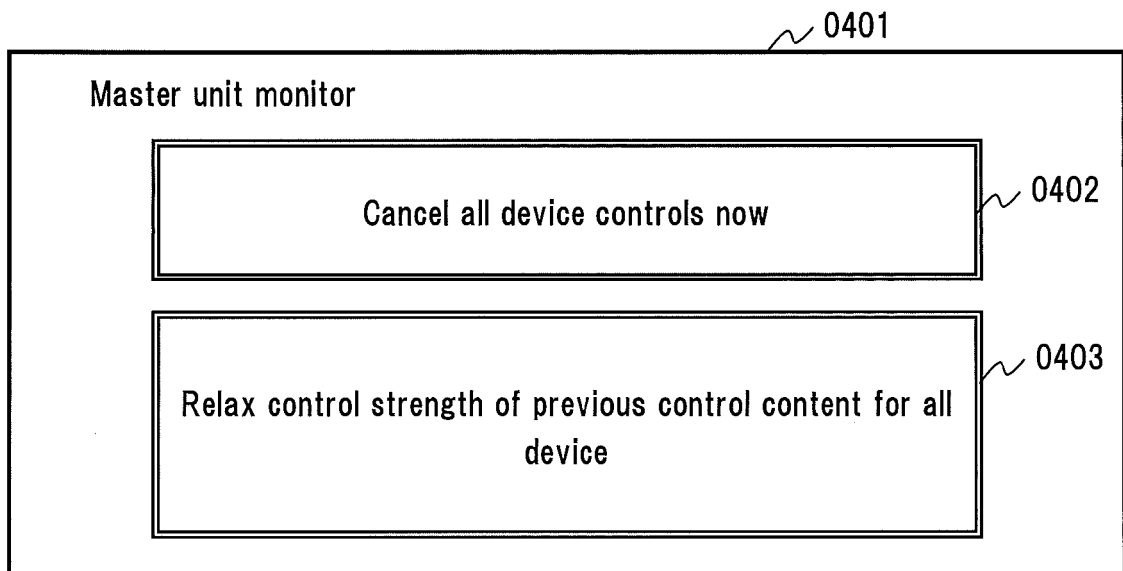 0401
Master unit monitor
Cancel all device controls now
0402
0403
Relax control strength of previous control content for all
device